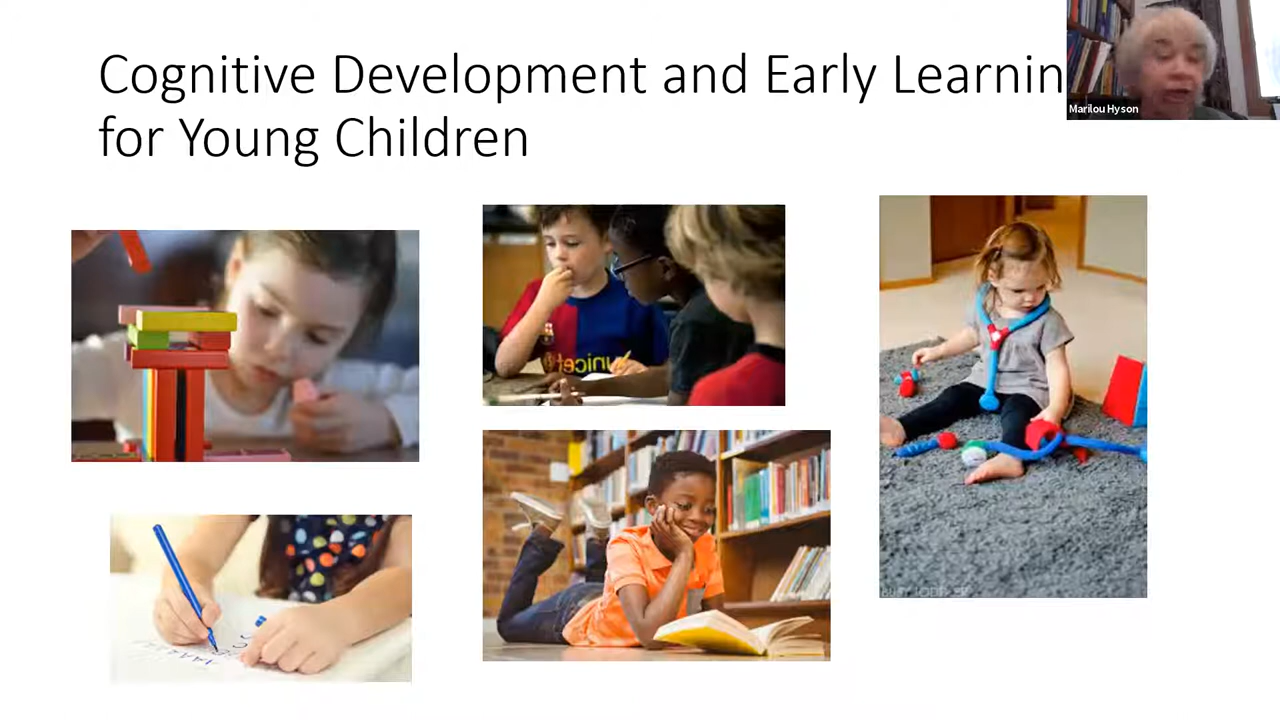 Cognitive Development and Early Learnin
for Young Children
Marilou Hyson